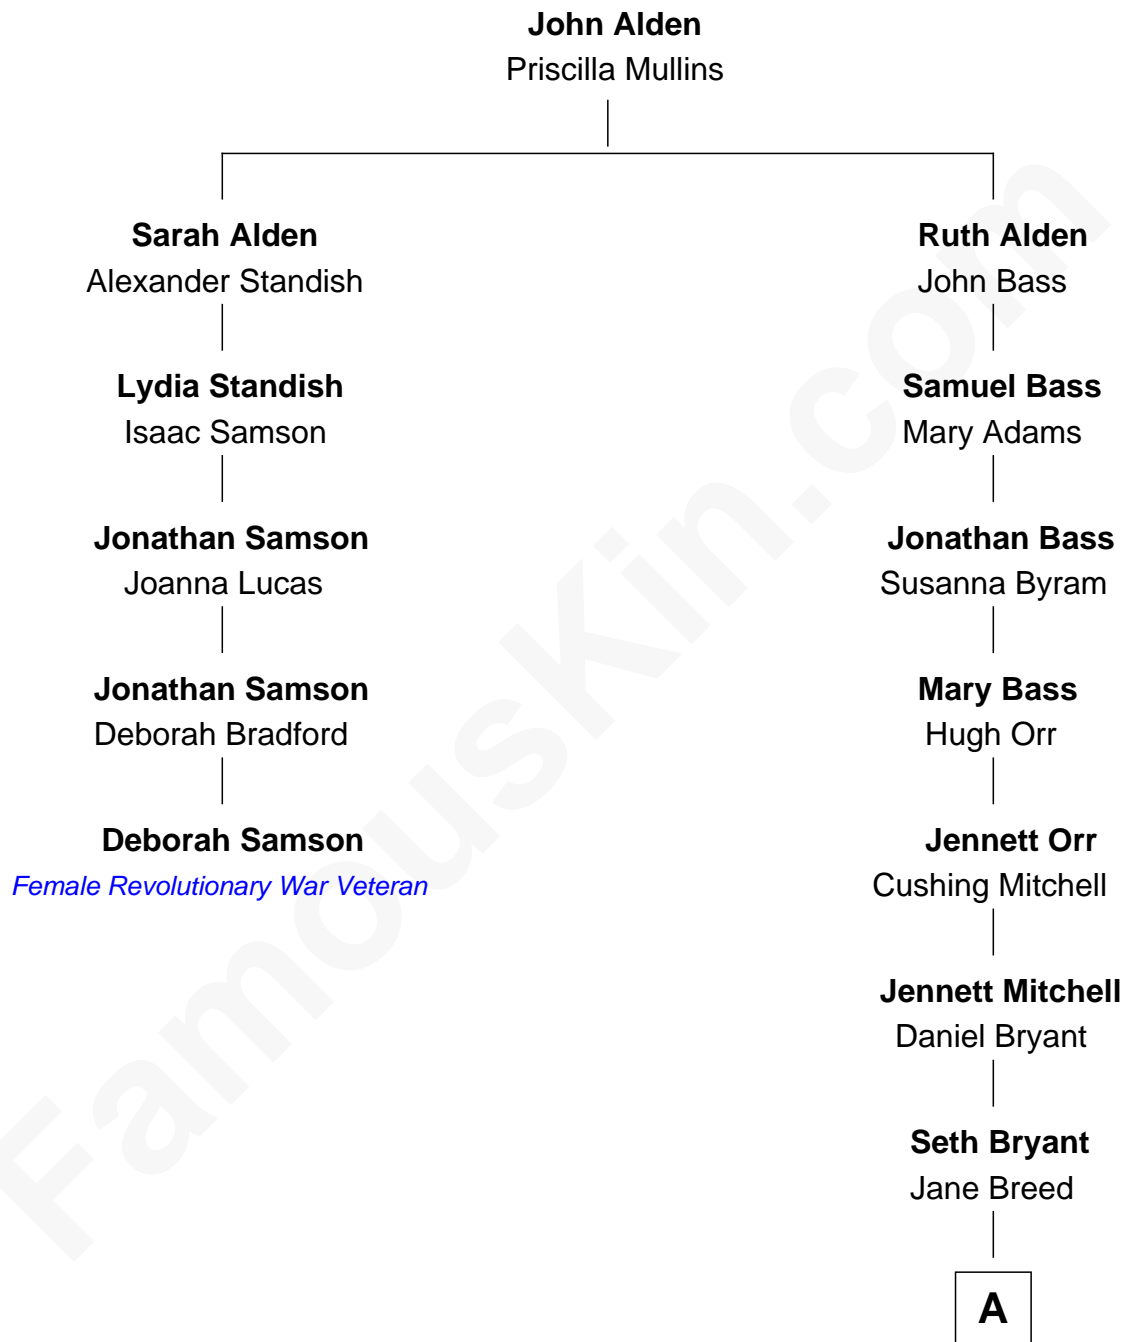 John Alden
Priscilla Mullins
Sarah Alden
Alexander Standish
Lydia Standish
Isaac Samson
Jonathan Samson
Joanna Lucas
Jonathan Samson
Deborah Bradford
Deborah Samson
Female Revolutionary War Veteran
Ruth Alden
John Bass
Samuel Bass
Mary Adams
Jonathan Bass
Susanna Byram
Mary Bass
Hugh Orr
Jennett Orr
Cushing Mitchell
Jennett Mitchell
Daniel Bryant
Seth Bryant
Jane Breed
A
FamousKin.com